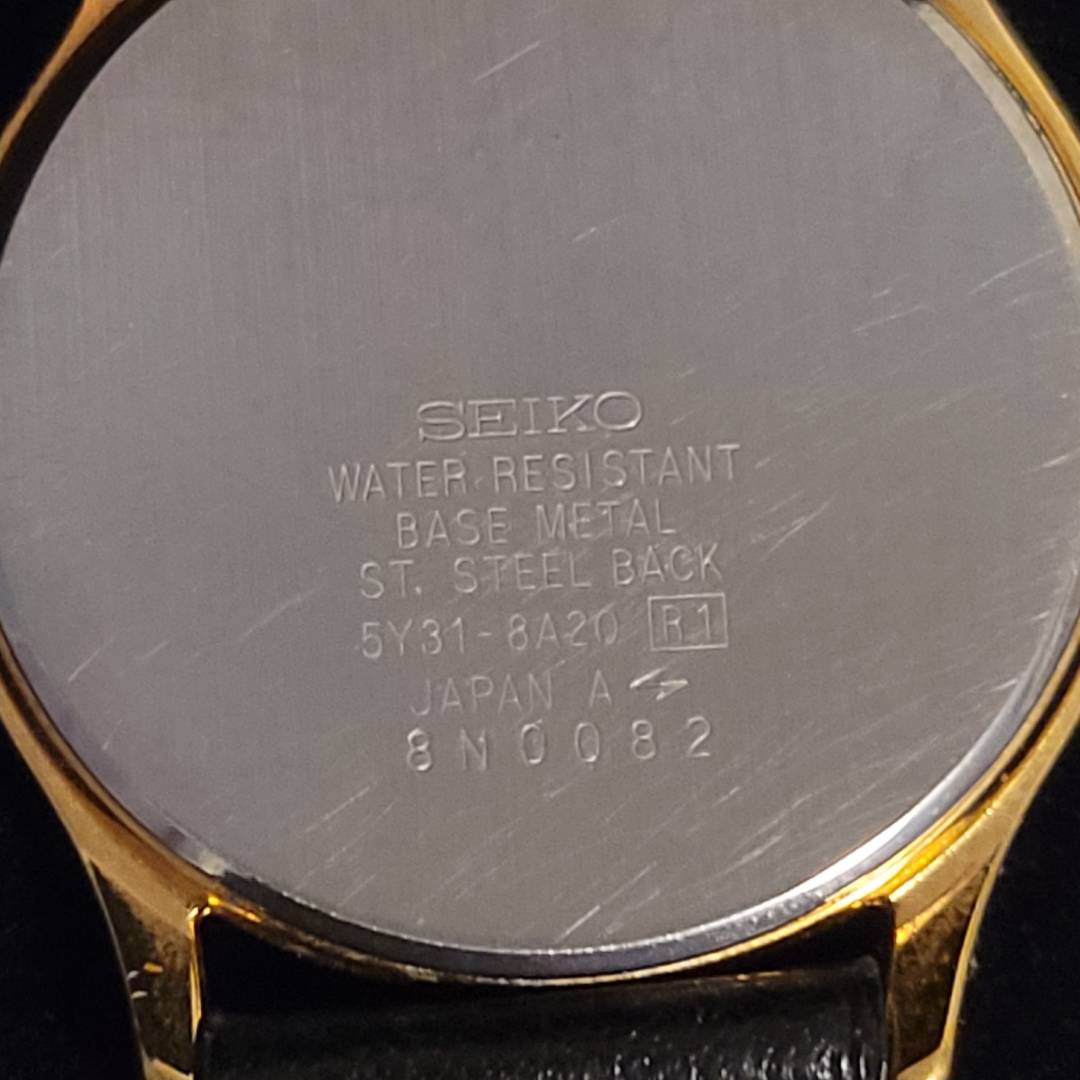 SEIKO
WATER RESISTANT
BASE METAL
ST. STEEL BACK
5Y31-8A20 R1
JAPAN A
8N0082